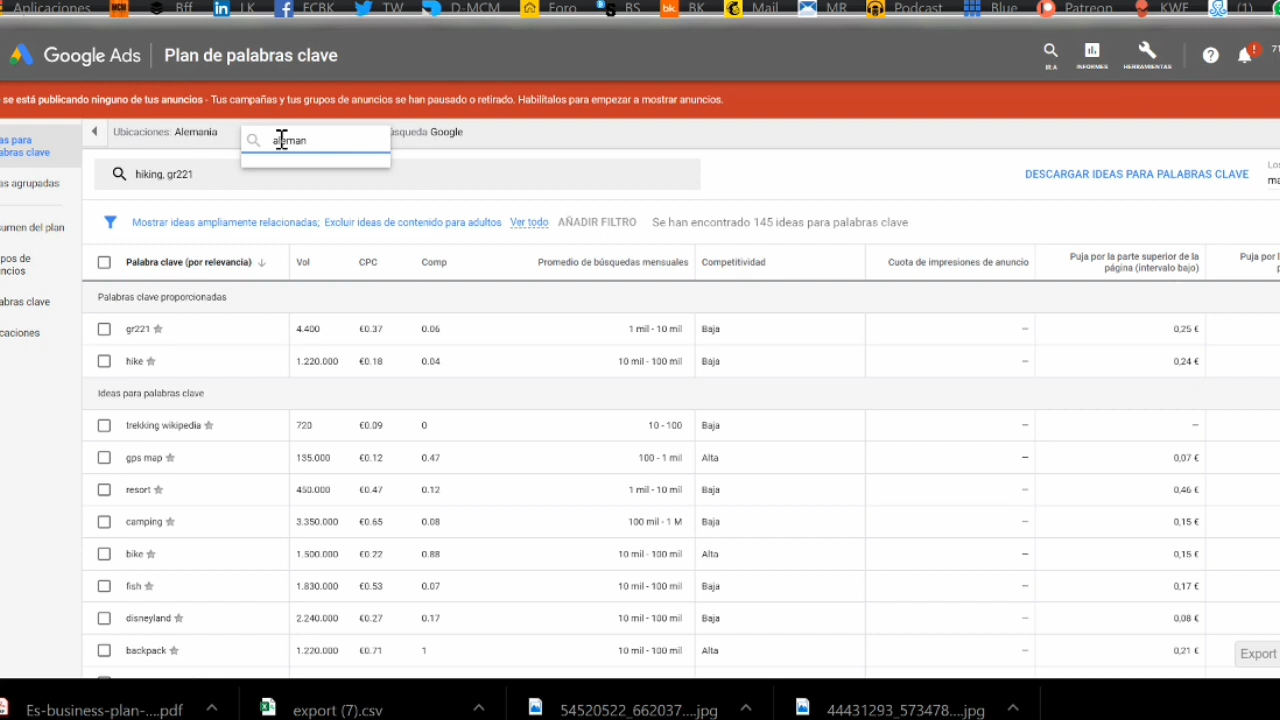 Aplicaciones Bff LK FCBK TW D-MCM Foro BS BK Mail MR Podcast Blue Patreon KWE (1)
Google Ads Plan de palabras clave
INFORMES HERRAMIENTAS
se está publicando ninguno de tus anuncios - Tus campañas y tus grupos de anuncios se han pausado o retirado. Habilítalos para empezar a mostrar anuncios.
Ubicaciones: Alemania aleman úsqueda Google
hiking, gr221 DESCARGAR IDEAS PARA PALABRAS CLAVE
Mostrar ideas ampliamente relacionadas; Excluir ideas de contenido para adultos Ver todo AÑADIR FILTRO Se han encontrado 145 ideas para palabras clave
Palabra clave (por relevancia) Vol CPC Comp Promedio de búsquedas mensuales Competitividad Cuota de impresiones de anuncio Puja por la parte superior de la Puja por l
página (intervalo bajo)
Palabras clave proporcionadas
gr221 4.400 €0.37 0.06 1 mil - 10 mil Baja – 0,25 €
hike 1.220.000 €0.18 0.04 10 mil - 100 mil Baja – 0,24 €
Ideas para palabras clave
trekking wikipedia 720 €0.09 0 10 - 100 Baja – –
gps map 135.000 €0.12 0.47 100 - 1 mil Alta – 0,07 €
resort 450.000 €0.47 0.12 1 mil - 10 mil Baja – 0,46 €
camping 3.350.000 €0.65 0.08 100 mil - 1 M Baja – 0,15 €
bike 1.500.000 €0.22 0.88 10 mil - 100 mil Alta – 0,15 €
fish 1.830.000 €0.53 0.07 10 mil - 100 mil Baja – 0,17 €
disneyland 2.240.000 €0.27 0.17 10 mil - 100 mil Baja – 0,08 €
backpack 1.220.000 €0.71 1 10 mil - 100 mil Alta – 0,21 €
as para
abras clave
as agrupadas
umen del plan
pos de
ncios
abras clave
caciones
Export
Es-business-plan-....pdf export (7).csv 54520522_662037....jpg 44431293_573478....jpg